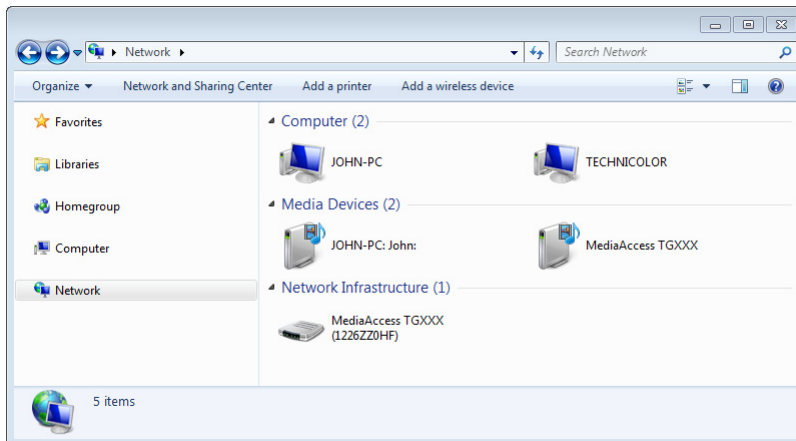 Network
Search Network
Organize
Network and Sharing Center
Add a printer
Add a wireless device
Favorites
Libraries
Homegroup
Computer
Network
Computer (2)
JOHN-PC
TECHNICOLOR
Media Devices (2)
JOHN-PC: John:
MediaAccess TGXXX
Network Infrastructure (1)
MediaAccess TGXXX
(1226ZZ0HF)
5 items